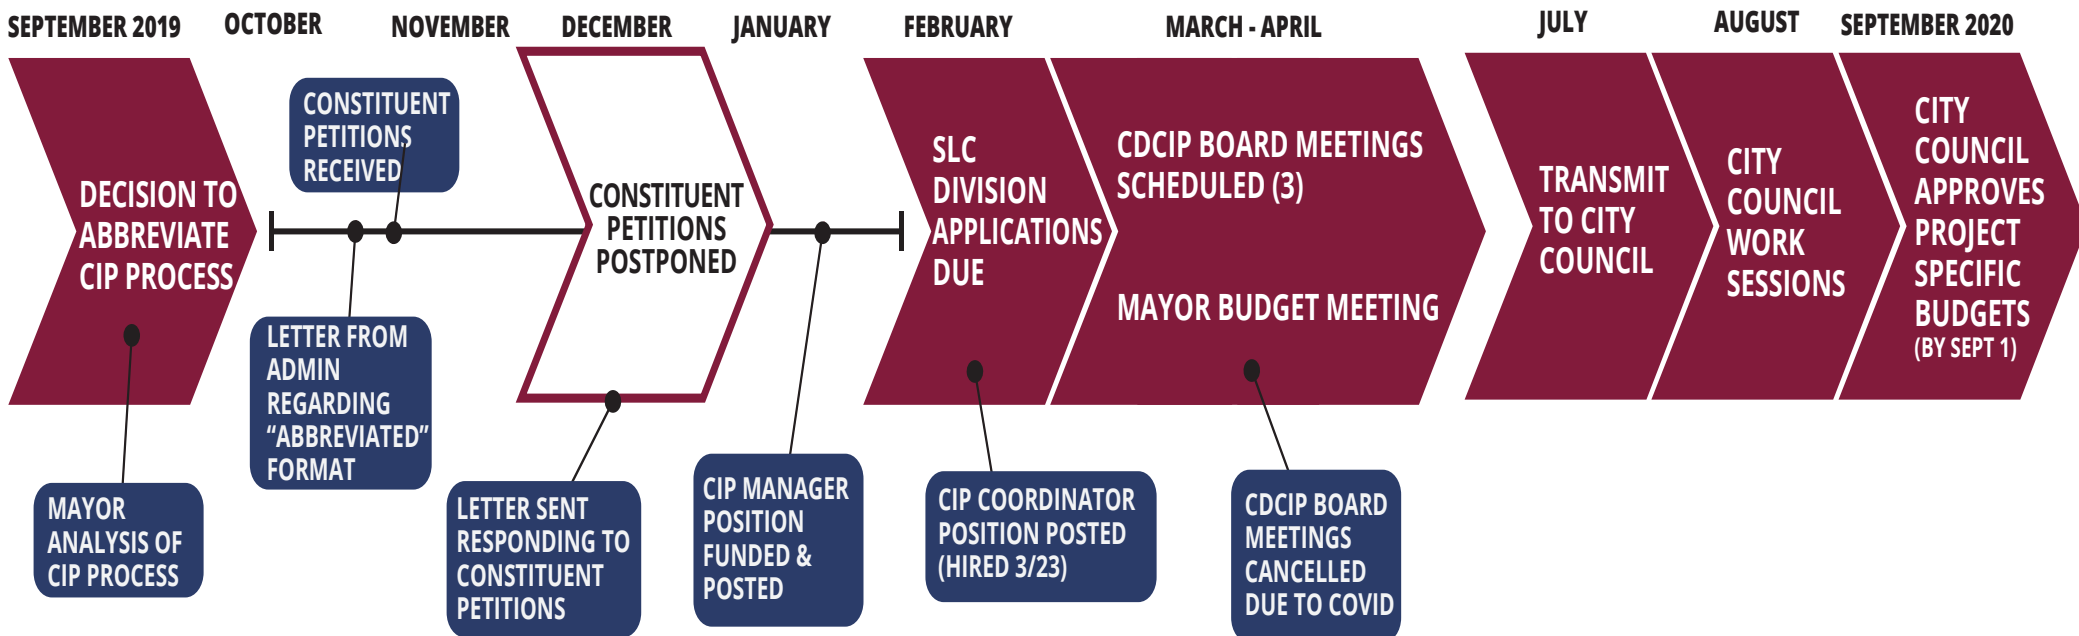 SEPTEMBER 2019
OCTOBER
NOVEMBER
DECEMBER
JANUARY
FEBRUARY
MARCH - APRIL
JULY
AUGUST
SEPTEMBER 2020
DECISION TO
ABBREVIATE
CIP PROCESS
MAYOR
ANALYSIS OF
CIP PROCESS
CONSTITUENT
PETITIONS
RECEIVED
LETTER FROM
ADMIN
REGARDING
“ABBREVIATED”
FORMAT
CONSTITUENT
PETITIONS
POSTPONED
LETTER SENT
RESPONDING TO
CONSTITUENT
PETITIONS
CIP MANAGER
POSITION
FUNDED &
POSTED
SLC
DIVISION
APPLICATIONS
DUE
CIP COORDINATOR
POSITION POSTED
(HIRED 3/23)
CDCIP BOARD MEETINGS
SCHEDULED (3)
MAYOR BUDGET MEETING
CDCIP BOARD
MEETINGS
CANCELLED
DUE TO COVID
TRANSMIT
TO CITY
COUNCIL
CITY
COUNCIL
WORK
SESSIONS
CITY
COUNCIL
APPROVES
PROJECT
SPECIFIC
BUDGETS
(BY SEPT 1)